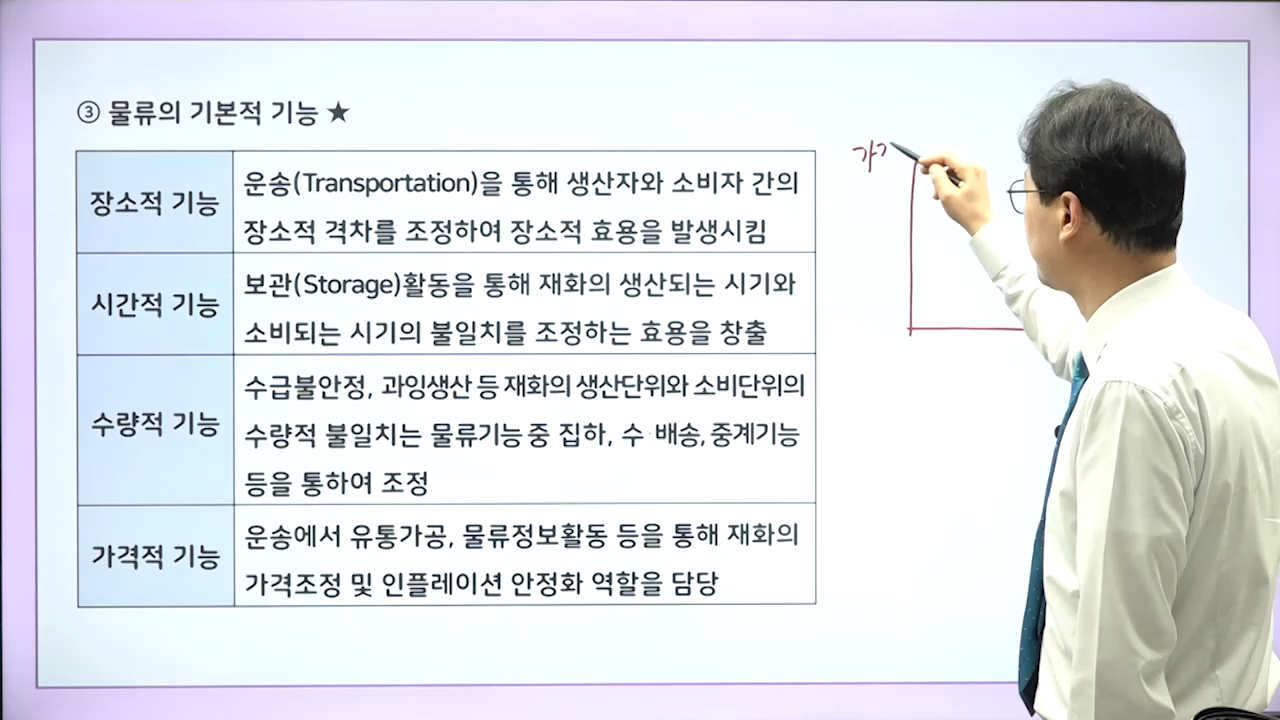 ③ 물류의 기본적 기능 ★
장소적 기능
운송(Transportation)을 통해 생산자와 소비자 간의
장소적 격차를 조정하여 장소적 효용을 발생시킴
시간적 기능
보관(Storage)활동을 통해 재화의 생산되는 시기와
소비되는 시기의 불일치를 조정하는 효용을 창출
수량적 기능
수급불안정, 과잉생산 등 재화의 생산단위와 소비단위의
수량적 불일치는 물류기능 중 집하, 수·배송, 중계기능
등을 통하여 조정
가격적 기능
운송에서 유통가공, 물류정보활동 등을 통해 재화의
가격조정 및 인플레이션 안정화 역할을 담당
가